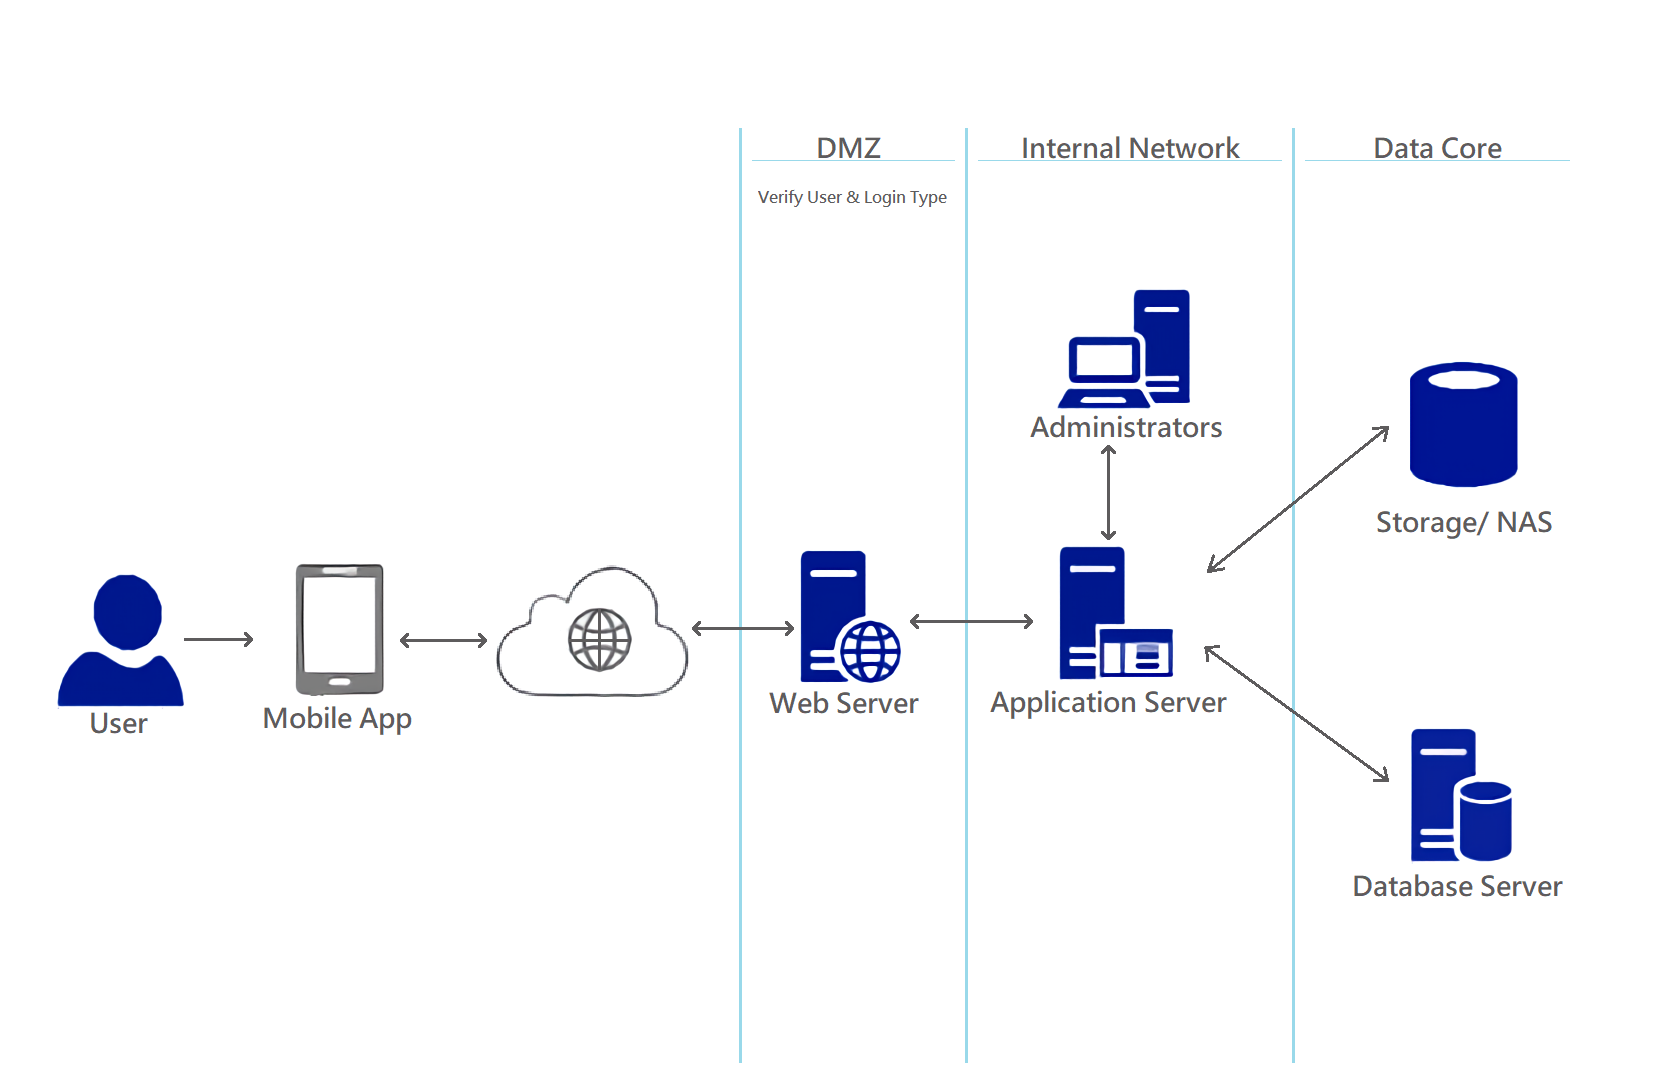 DMZ
Internal Network
Data Core
Verify User & Login Type
Administrators
Storage/ NAS
User
Mobile App
Web Server
Application Server
Database Server